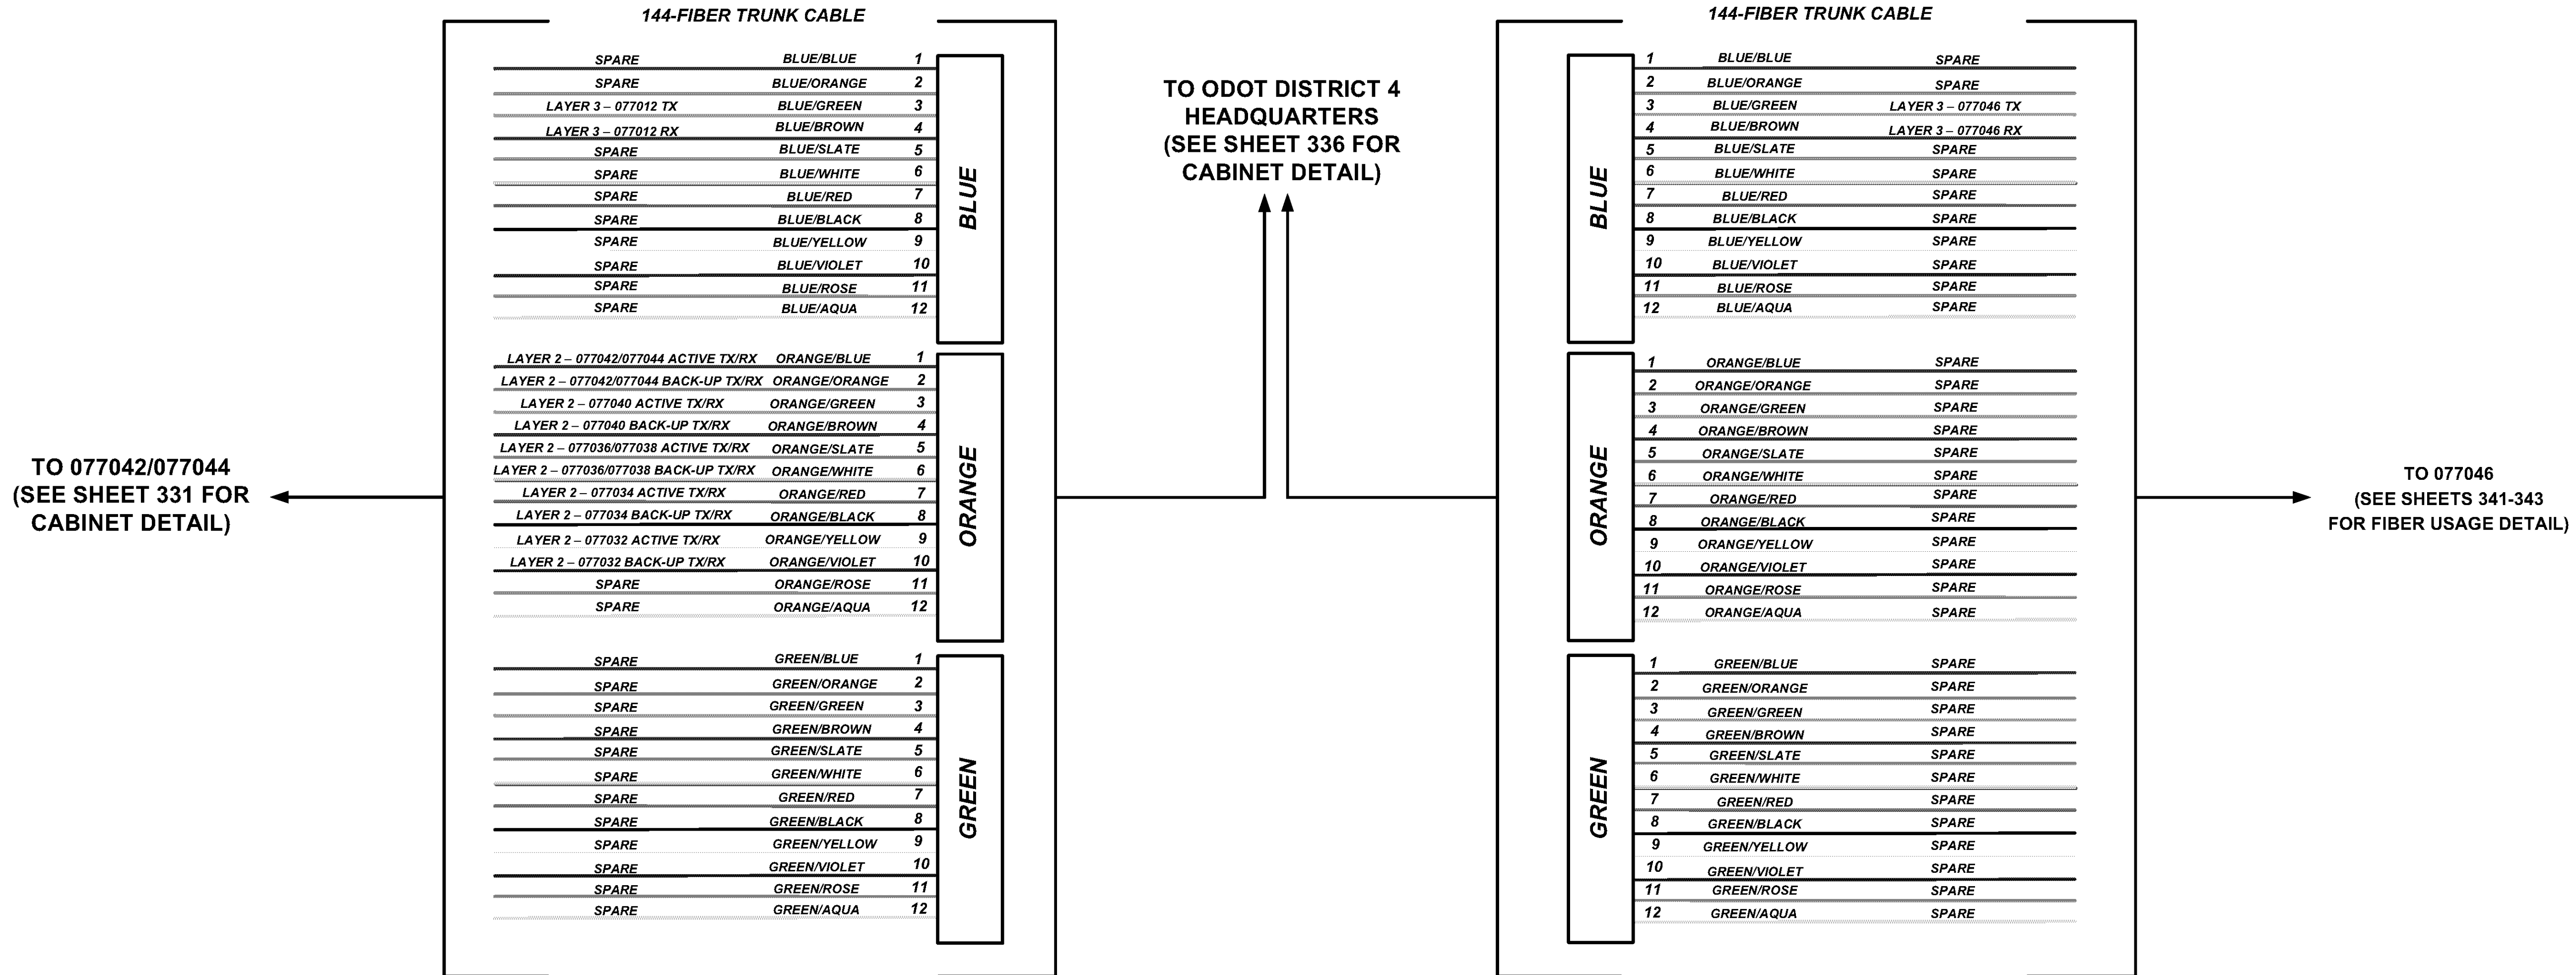 144-FIBER TRUNK CABLE
SPARE BLUE/BLUE 1
SPARE BLUE/ORANGE 2
LAYER 3 – 077012 TX BLUE/GREEN 3
LAYER 3 – 077012 RX BLUE/BROWN 4
SPARE BLUE/SLATE 5
SPARE BLUE/WHITE 6
SPARE BLUE/RED 7
SPARE BLUE/BLACK 8
SPARE BLUE/YELLOW 9
SPARE BLUE/VIOLET 10
SPARE BLUE/ROSE 11
SPARE BLUE/AQUA 12
BLUE
LAYER 2 – 077042/077044 ACTIVE TX/RX ORANGE/BLUE 1
LAYER 2 – 077042/077044 BACK-UP TX/RX ORANGE/ORANGE 2
LAYER 2 – 077040 ACTIVE TX/RX ORANGE/GREEN 3
LAYER 2 – 077040 BACK-UP TX/RX ORANGE/BROWN 4
LAYER 2 – 077036/077038 ACTIVE TX/RX ORANGE/SLATE 5
LAYER 2 – 077036/077038 BACK-UP TX/RX ORANGE/WHITE 6
LAYER 2 – 077034 ACTIVE TX/RX ORANGE/RED 7
LAYER 2 – 077034 BACK-UP TX/RX ORANGE/BLACK 8
LAYER 2 – 077032 ACTIVE TX/RX ORANGE/YELLOW 9
LAYER 2 – 077032 BACK-UP TX/RX ORANGE/VIOLET 10
SPARE ORANGE/ROSE 11
SPARE ORANGE/AQUA 12
ORANGE
SPARE GREEN/BLUE 1
SPARE GREEN/ORANGE 2
SPARE GREEN/GREEN 3
SPARE GREEN/BROWN 4
SPARE GREEN/SLATE 5
SPARE GREEN/WHITE 6
SPARE GREEN/RED 7
SPARE GREEN/BLACK 8
SPARE GREEN/YELLOW 9
SPARE GREEN/VIOLET 10
SPARE GREEN/ROSE 11
SPARE GREEN/AQUA 12
GREEN
TO 077042/077044
(SEE SHEET 331 FOR
CABINET DETAIL)
TO ODOT DISTRICT 4
HEADQUARTERS
(SEE SHEET 336 FOR
CABINET DETAIL)
144-FIBER TRUNK CABLE
BLUE
1 BLUE/BLUE SPARE
2 BLUE/ORANGE SPARE
3 BLUE/GREEN LAYER 3 – 077046 TX
4 BLUE/BROWN LAYER 3 – 077046 RX
5 BLUE/SLATE SPARE
6 BLUE/WHITE SPARE
7 BLUE/RED SPARE
8 BLUE/BLACK SPARE
9 BLUE/YELLOW SPARE
10 BLUE/VIOLET SPARE
11 BLUE/ROSE SPARE
12 BLUE/AQUA SPARE
ORANGE
1 ORANGE/BLUE SPARE
2 ORANGE/ORANGE SPARE
3 ORANGE/GREEN SPARE
4 ORANGE/BROWN SPARE
5 ORANGE/SLATE SPARE
6 ORANGE/WHITE SPARE
7 ORANGE/RED SPARE
8 ORANGE/BLACK SPARE
9 ORANGE/YELLOW SPARE
10 ORANGE/VIOLET SPARE
11 ORANGE/ROSE SPARE
12 ORANGE/AQUA SPARE
GREEN
1 GREEN/BLUE SPARE
2 GREEN/ORANGE SPARE
3 GREEN/GREEN SPARE
4 GREEN/BROWN SPARE
5 GREEN/SLATE SPARE
6 GREEN/WHITE SPARE
7 GREEN/RED SPARE
8 GREEN/BLACK SPARE
9 GREEN/YELLOW SPARE
10 GREEN/VIOLET SPARE
11 GREEN/ROSE SPARE
12 GREEN/AQUA SPARE
TO 077046
(SEE SHEETS 341-343
FOR FIBER USAGE DETAIL)